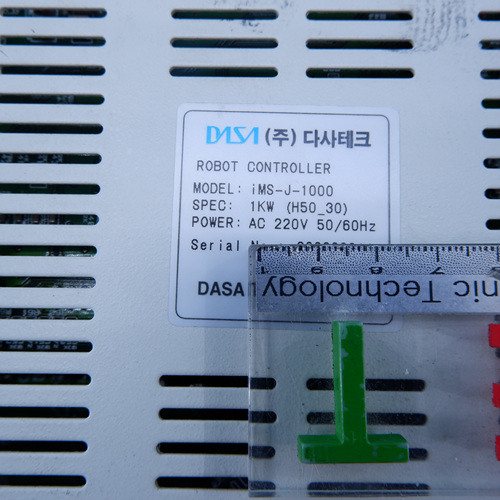 DASA (주) 다사테크
ROBOT CONTROLLER
MODEL: iMS-J-1000
SPEC: 1KW (H50_30)
POWER: AC 220V 50/60Hz
Serial
DASA
nic Technology